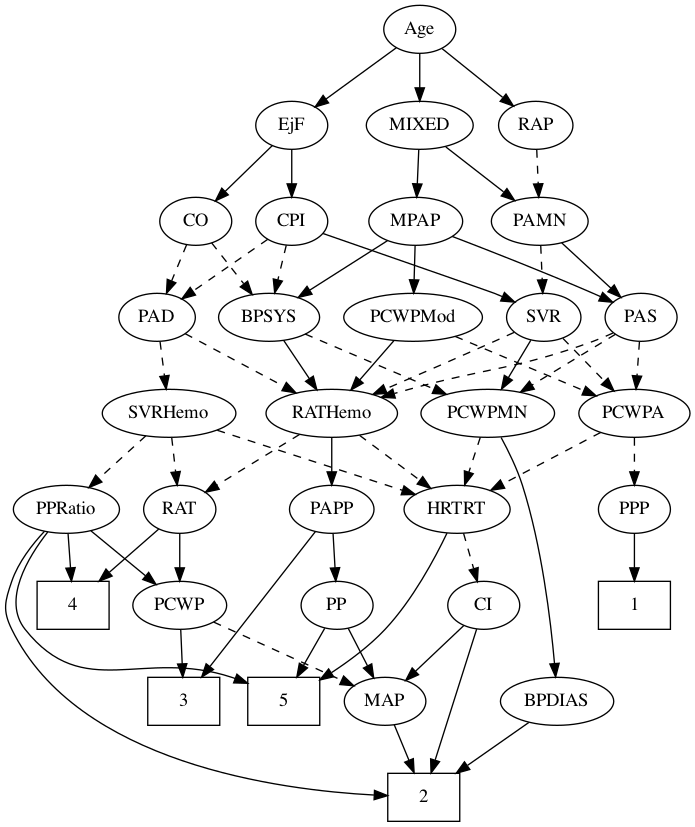 Age
EjF MIXED RAP
CO CPI MPAP PAMN
PAD BPSYS PCWPMod SVR PAS
SVRHemo RATHemo PCWPMN PCWPA
PPRatio RAT PAPP HRTRT PPP
4 PCWP PP CI 1
3 5 MAP BPDIAS
2